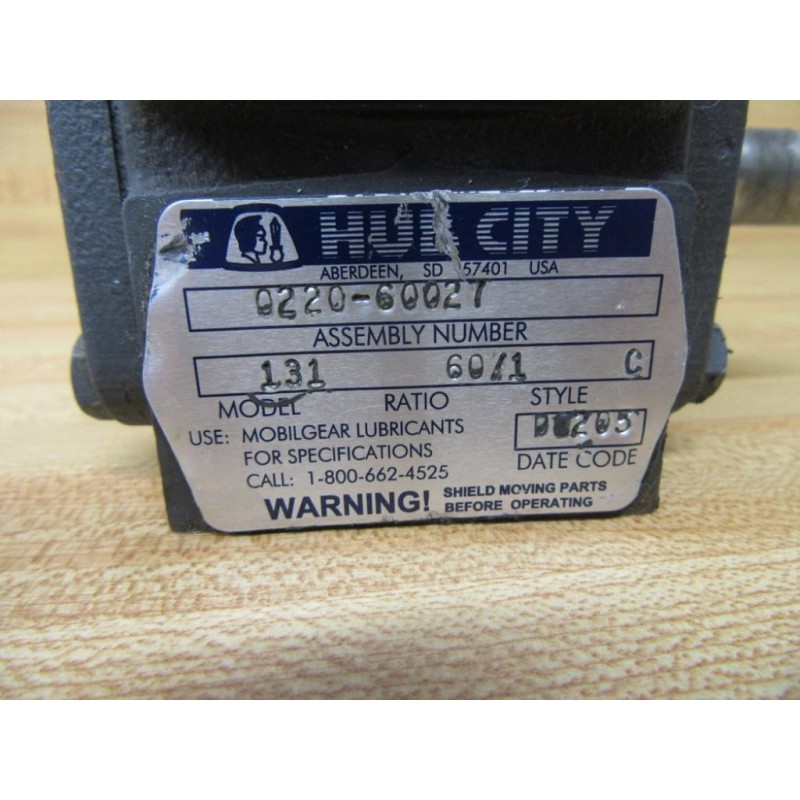 HUB CITY
ABERDEEN, SD 57401 USA
0220-60027
ASSEMBLY NUMBER
131 60/1 C
MODEL RATIO STYLE
USE: MOBILGEAR LUBRICANTS
FOR SPECIFICATIONS
CALL: 1-800-662-4525
DATE CODE
WARNING! SHIELD MOVING PARTS
BEFORE OPERATING